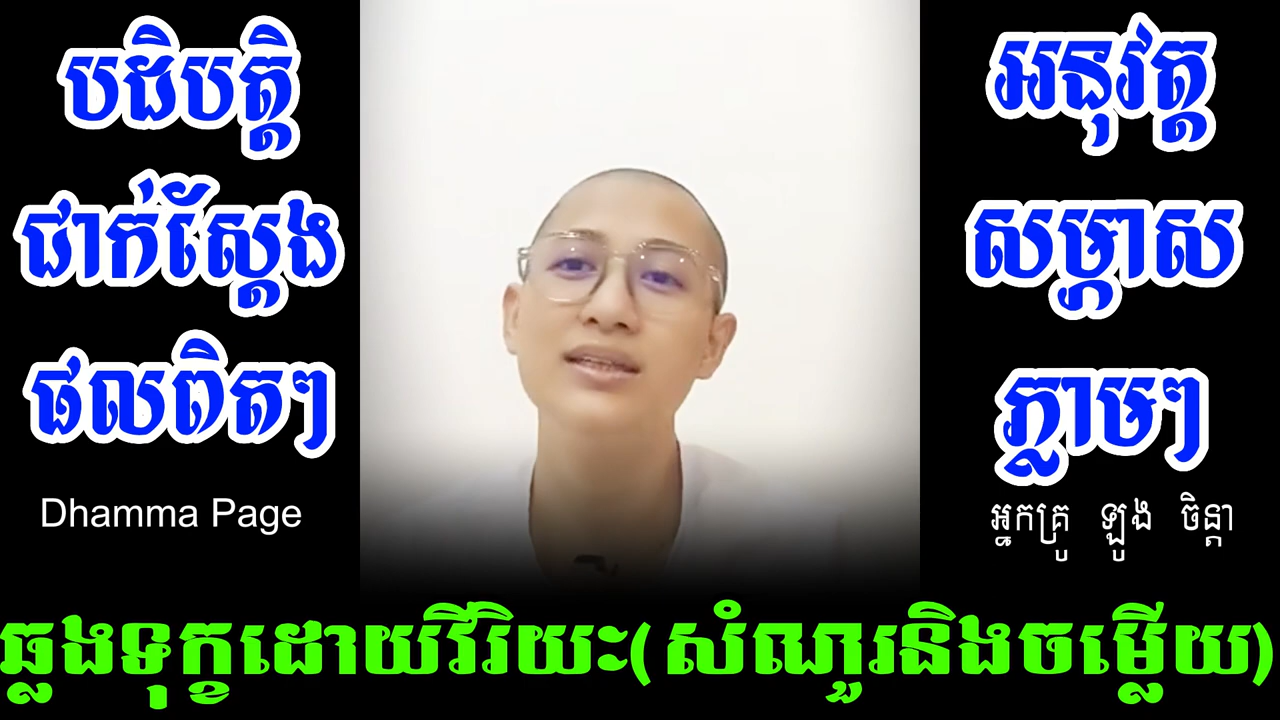 បដិបត្តិ
ជាក់ស្តែង
ផលពិតៗ
Dhamma Page
អនុវត្ត
សម្ភាស
ភ្លាមៗ
អ្នកគ្រូ ឡុង ចិន្តា
ឆ្លងទុក្ខដោយវីរិយៈ(សំណួរនិងចម្លើយ)